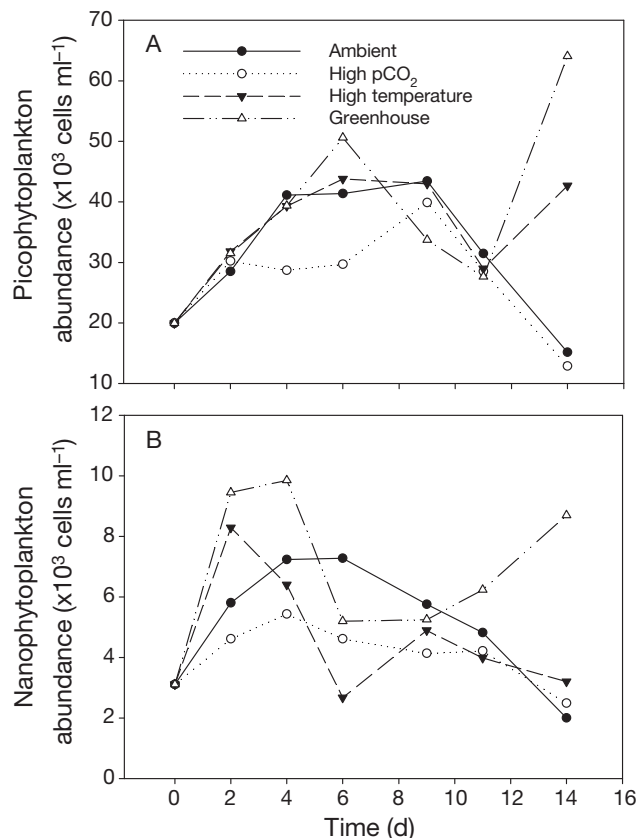 A
Ambient
High pCO₂
High temperature
Greenhouse
Picophytoplankton
abundance (x10³ cells ml⁻¹)
70
60
50
40
30
20
10
B
Nanophytoplankton
abundance (x10³ cells ml⁻¹)
12
10
8
6
4
2
0
0 2 4 6 8 10 12 14 16
Time (d)